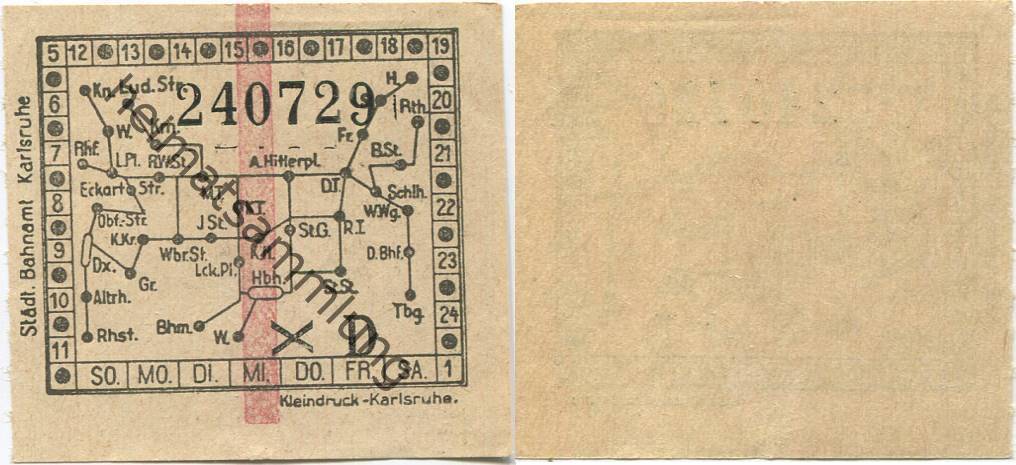 5 12 13 14 15 16 17 18 19
6 20
7 21
8 22
9 23
10 24
11
SO. MO. DI. MI. DO. FR. SA. 1
Städt. Bahnamt Karlsruhe
240729
Kn. Lud. Str. H.
W. Km. Fr. Rth.
Rhf. L.Pl. R.W.St. A.Hitlerpl. B.St.
Eckart Str. M.T. D.T. Schlh.
Obf.-Str. J.St. K.T. St.G. R.I. W.Wg.
K.Kr. Wbr.St. D.Bhf.
Dx. Gr. Lck.Pl. Hbh. St.St.
Altrh. Tbg.
Rhst. Bhm. W. X D
Kleindruck-Karlsruhe.
Heimatsammlung